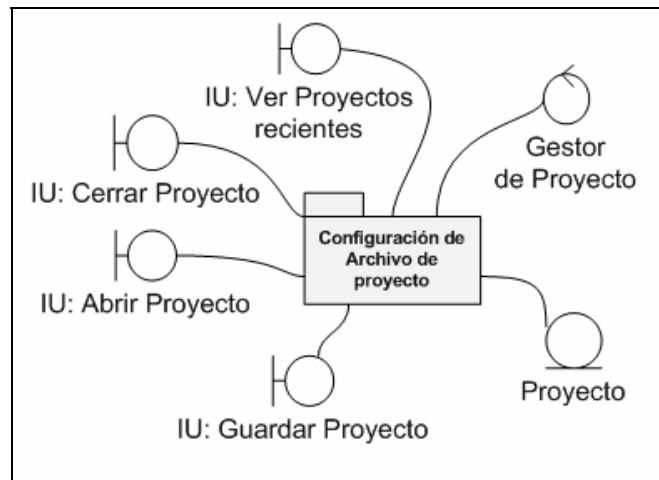 IU: Ver Proyectos
recientes
Gestor
de Proyecto
IU: Cerrar Proyecto
Configuración de
Archivo de
proyecto
IU: Abrir Proyecto
Proyecto
IU: Guardar Proyecto